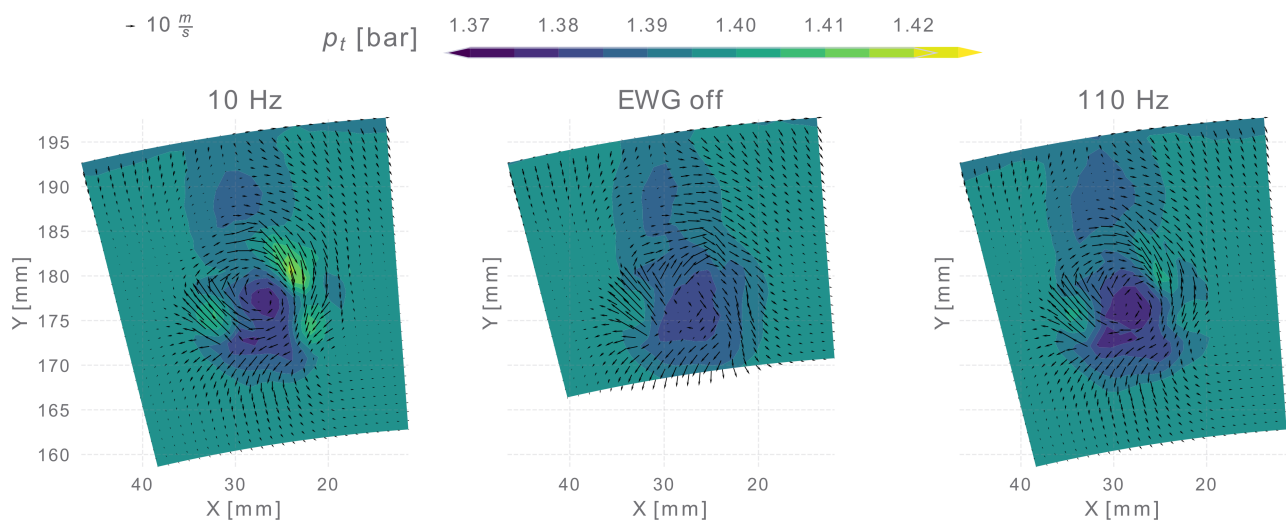 10 m/s
p_t [bar]
1.37 1.38 1.39 1.40 1.41 1.42
10 Hz
EWG off
110 Hz
195
190
185
180
175
170
165
160
Y [mm]
Y [mm]
Y [mm]
40 30 20
40 30 20
40 30 20
X [mm]
X [mm]
X [mm]